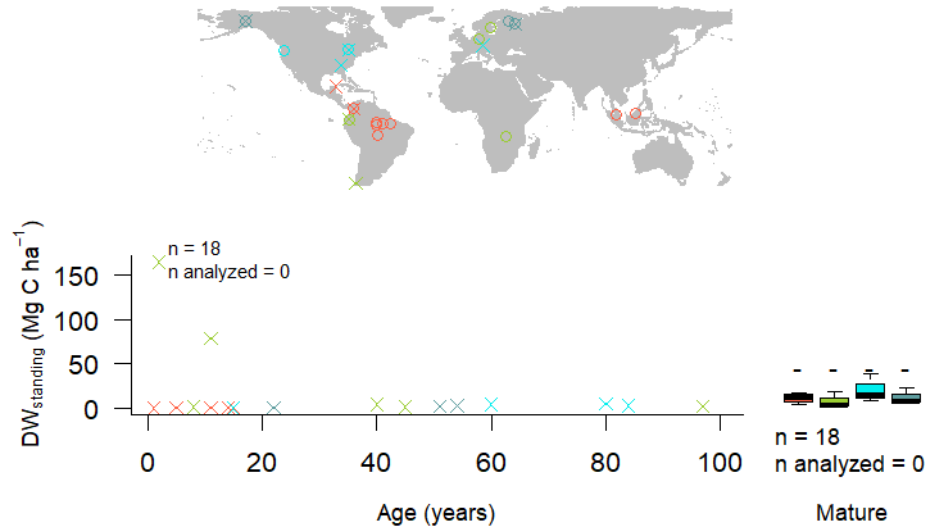 n = 18
n analyzed = 0
DWstanding (Mg C ha−1)
150
100
50
0
0 20 40 60 80 100
Age (years)
- - - -
n = 18
n analyzed = 0
Mature